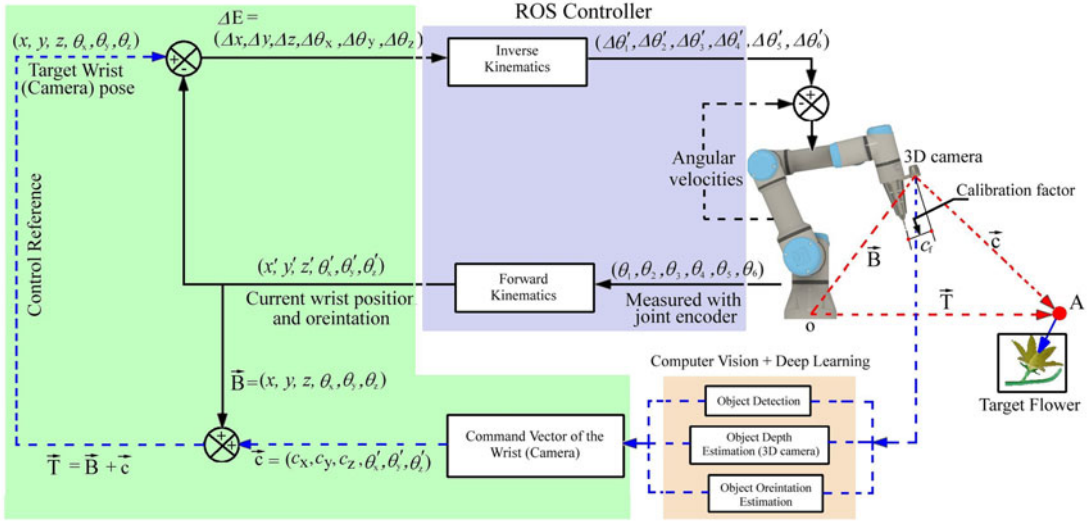 ROS Controller
ΔE =
(x, y, z, θx,θy,θz)
(Δx,Δy,Δz,Δθx,Δθy,Δθz)
(Δθ′1,Δθ′2,Δθ′3,Δθ′4,Δθ′5,Δθ′6)
+
-
Target Wrist
(Camera) pose
Inverse
Kinematics
+
-
Angular
velocities
3D camera
Calibration factor
Control Reference
B⃗
cf
c⃗
(x′, y′, z′, θ′x,θ′y,θ′z)
Current wrist position
and oreintation
Forward
Kinematics
(θ1, θ2, θ3, θ4, θ5, θ6)
Measured with
joint encoder
T⃗
o
A
Target Flower
Computer Vision + Deep Learning
B⃗=(x, y, z, θx,θy,θz)
Object Detection
+
+
Command Vector of the
Wrist (Camera)
Object Depth
Estimation (3D camera)
T⃗ = B⃗ + c⃗
c⃗ = (cx, cy, cz, θ′x,θ′y,θ′z)
Object Oreintation
Estimation